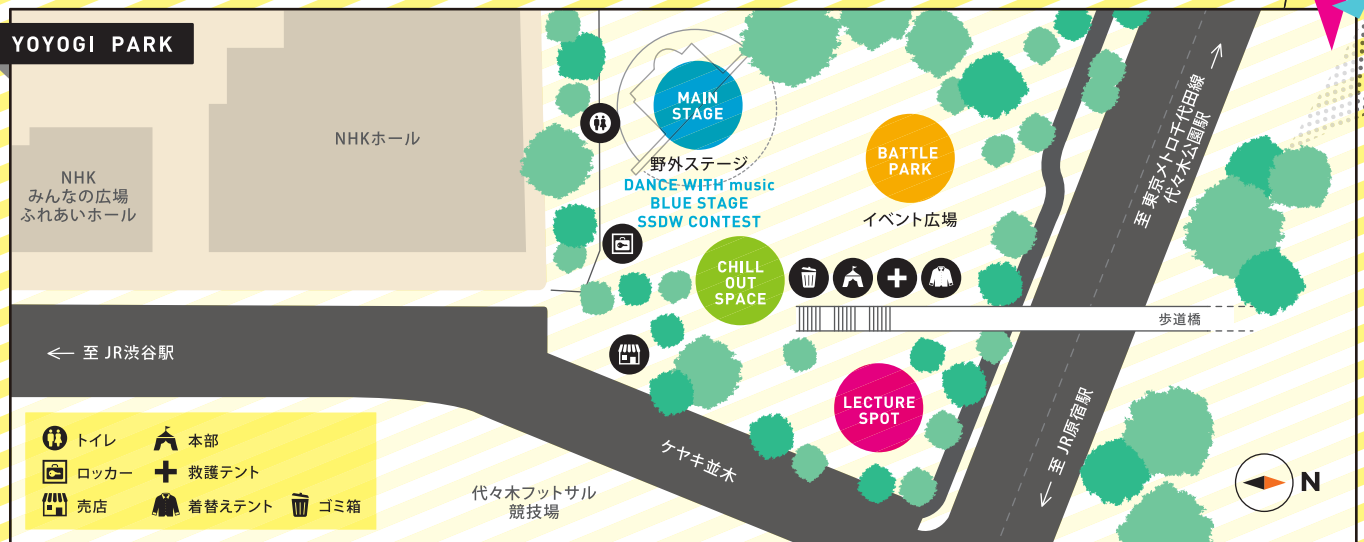 YOYOGI PARK
NHKホール
NHK
みんなの広場
ふれあいホール
MAIN
STAGE
野外ステージ
DANCE WITH music
BLUE STAGE
SSDW CONTEST
BATTLE
PARK
イベント広場
至 東京メトロ千代田線
代々木公園駅
CHILL
OUT
SPACE
歩道橋
← 至 JR渋谷駅
LECTURE
SPOT
ケヤキ並木
← 至 JR原宿駅
代々木フットサル
競技場
トイレ
本部
ロッカー
救護テント
売店
着替えテント
ゴミ箱
N